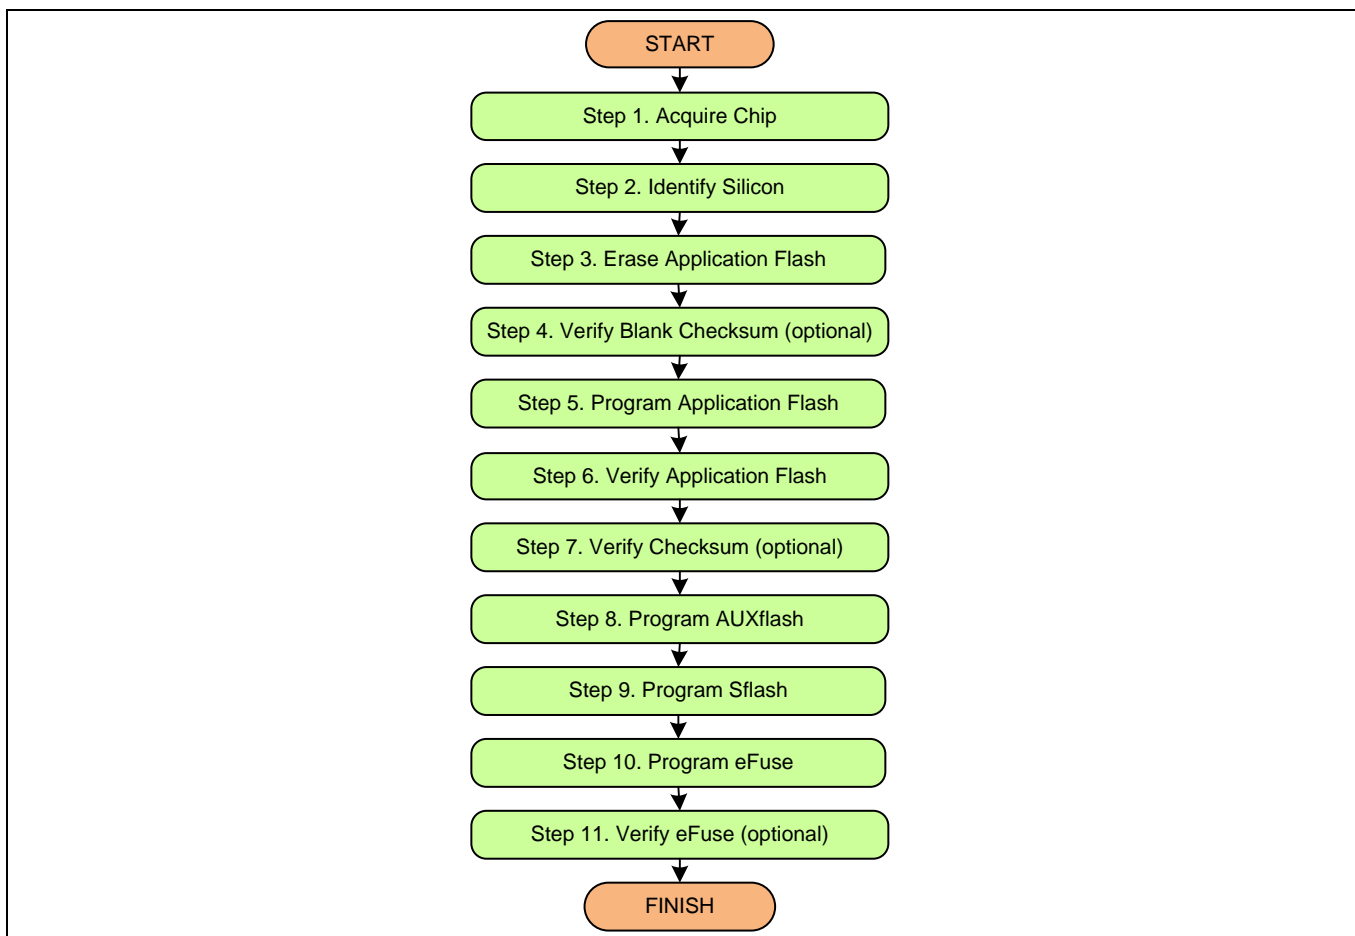 START
Step 1. Acquire Chip
Step 2. Identify Silicon
Step 3. Erase Application Flash
Step 4. Verify Blank Checksum (optional)
Step 5. Program Application Flash
Step 6. Verify Application Flash
Step 7. Verify Checksum (optional)
Step 8. Program AUXflash
Step 9. Program Sflash
Step 10. Program eFuse
Step 11. Verify eFuse (optional)
FINISH